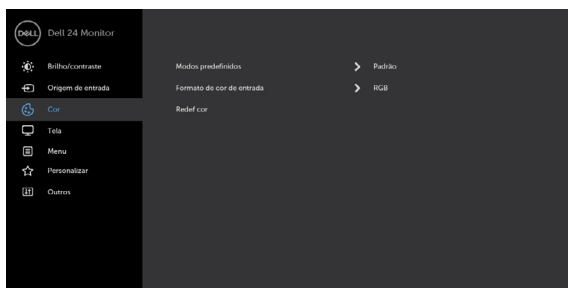 DELL Dell 24 Monitor
Brilho/contraste Modos predefinidos Padrão
Origem de entrada Formato de cor de entrada RGB
Cor Redef cor
Tela
Menu
Personalizar
Outros